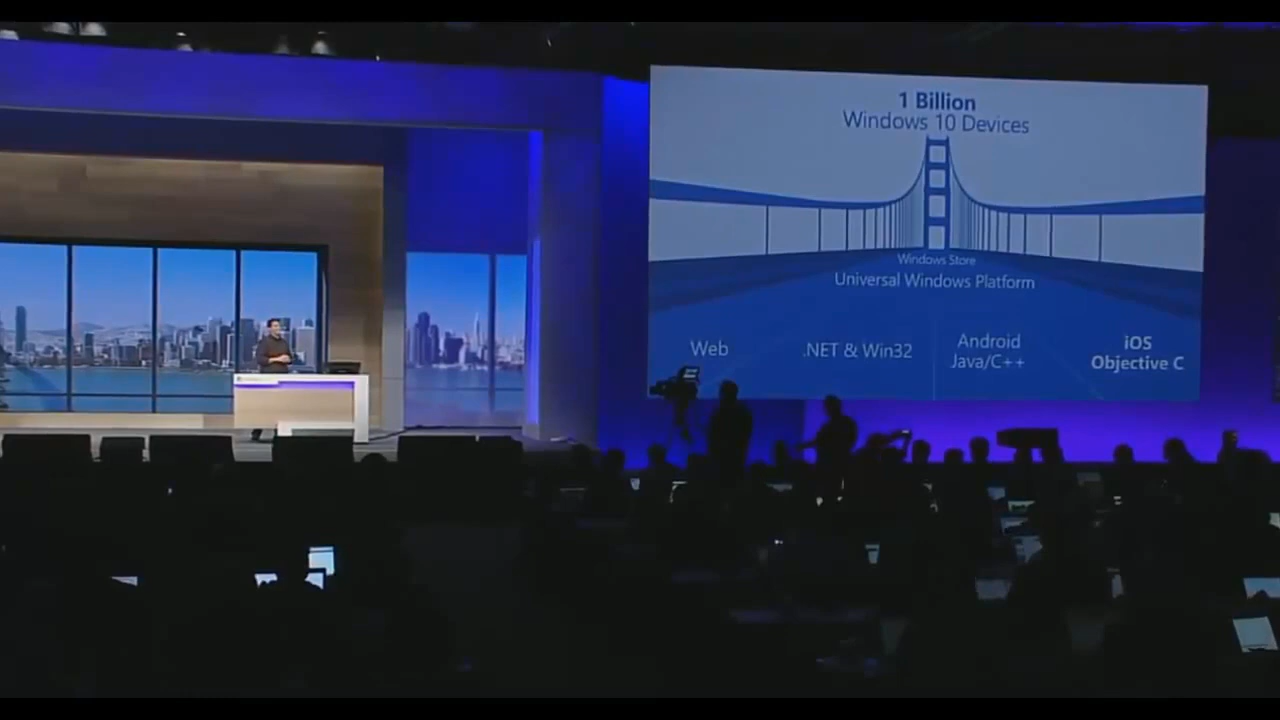 1 Billion
Windows 10 Devices
Windows Store
Universal Windows Platform
Web
.NET & Win32
Android
Java/C++
iOS
Objective C